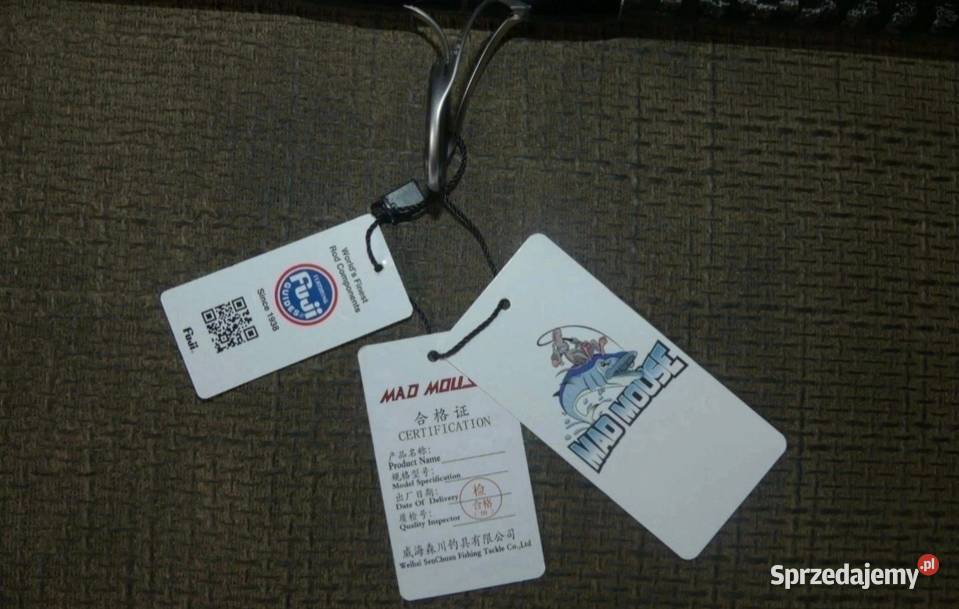 World's Finest
Rod Components
Fuji
GUIDES
Since 1938
Fuji
MAD MOUS
合格证
CERTIFICATION
产品名称:
Product Name
规格型号:
Model Specification
出厂日期:
Date Of Delivery
质检号:
Quality Inspector
检
合格
威海森川钓具有限公司
Weihai SenChuan Fishing Tackle Co.,Ltd
MAD MOUSE
Sprzedajemy.pl